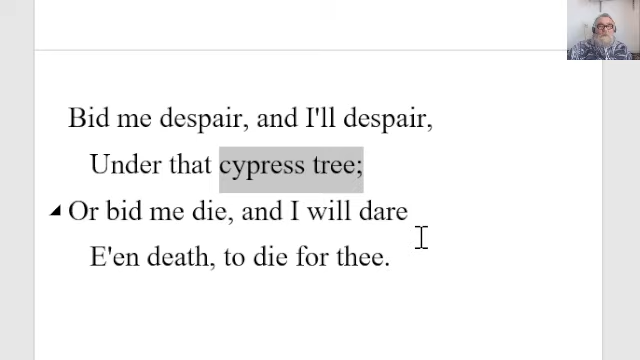 Bid me despair, and I'll despair,
Under that cypress tree;
Or bid me die, and I will dare
E'en death, to die for thee.